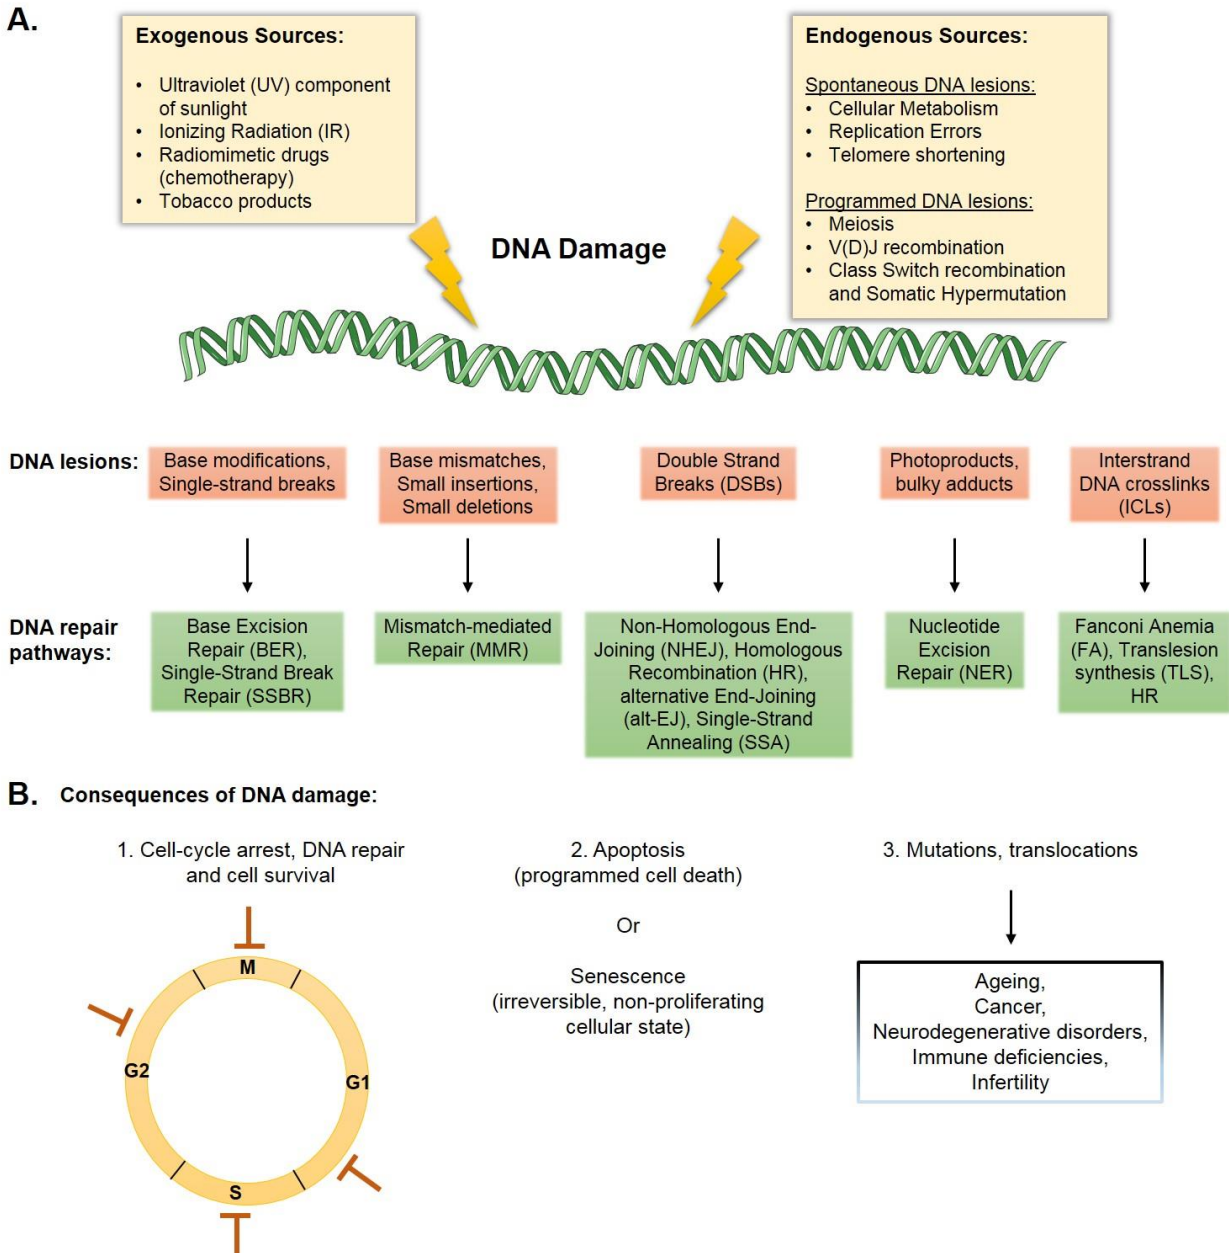 A.
Exogenous Sources:
• Ultraviolet (UV) component
of sunlight
• Ionizing Radiation (IR)
• Radiomimetic drugs
(chemotherapy)
• Tobacco products
DNA Damage
Endogenous Sources:
Spontaneous DNA lesions:
• Cellular Metabolism
• Replication Errors
• Telomere shortening
Programmed DNA lesions:
• Meiosis
• V(D)J recombination
• Class Switch recombination
and Somatic Hypermutation
DNA lesions:
Base modifications,
Single-strand breaks
Base mismatches,
Small insertions,
Small deletions
Double Strand
Breaks (DSBs)
Photoproducts,
bulky adducts
Interstrand
DNA crosslinks
(ICLs)
DNA repair
pathways:
Base Excision
Repair (BER),
Single-Strand Break
Repair (SSBR)
Mismatch-mediated
Repair (MMR)
Non-Homologous End-
Joining (NHEJ), Homologous
Recombination (HR),
alternative End-Joining
(alt-EJ), Single-Strand
Annealing (SSA)
Nucleotide
Excision
Repair (NER)
Fanconi Anemia
(FA), Translesion
synthesis (TLS),
HR
B. Consequences of DNA damage:
1. Cell-cycle arrest, DNA repair
and cell survival
M
G2
G1
S
2. Apoptosis
(programmed cell death)
Or
Senescence
(irreversible, non-proliferating
cellular state)
3. Mutations, translocations
Ageing,
Cancer,
Neurodegenerative disorders,
Immune deficiencies,
Infertility